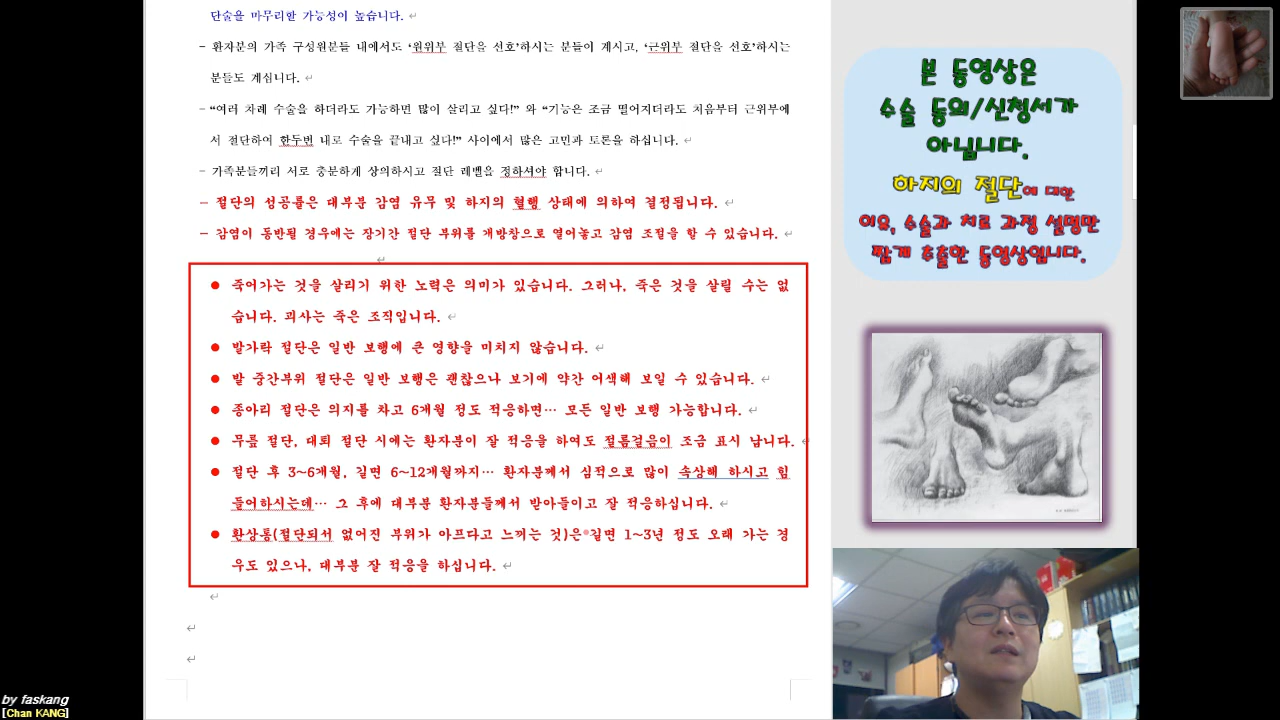 단술을 마무리할 가능성이 높습니다.
- 환자분의 가족 구성원분들 내에서도 ‘원위부 절단을 선호’하시는 분들이 계시고, ‘근위부 절단을 선호’하시는
분들도 계십니다.
- “여러 차례 수술을 하더라도 가능하면 많이 살리고 싶다!” 와 “기능은 조금 떨어지더라도 처음부터 근위부에
서 절단하여 한두번 내로 수술을 끝내고 싶다!” 사이에서 많은 고민과 토론을 하십니다.
- 가족분들끼리 서로 충분하게 상의하시고 절단 레벨을 정하셔야 합니다.
- 절단의 성공률은 대부분 감염 유무 및 하지의 혈행 상태에 의하여 결정됩니다.
- 감염이 동반될 경우에는 장기간 절단 부위를 개방창으로 열어놓고 감염 조절을 할 수 있습니다.
● 죽어가는 것을 살리기 위한 노력은 의미가 있습니다. 그러나, 죽은 것을 살릴 수는 없
습니다. 괴사는 죽은 조직입니다.
● 발가락 절단은 일반 보행에 큰 영향을 미치지 않습니다.
● 발 중간부위 절단은 일반 보행은 괜찮으나 보기에 약간 어색해 보일 수 있습니다.
● 종아리 절단은 의지를 차고 6개월 정도 적응하면… 모든 일반 보행 가능합니다.
● 무릎 절단, 대퇴 절단 시에는 환자분이 잘 적응을 하여도 절름걸음이 조금 표시 납니다.
● 절단 후 3~6개월, 길면 6~12개월까지… 환자분께서 심적으로 많이 속상해 하시고 힘
들어하시는데… 그 후에 대부분 환자분들께서 받아들이고 잘 적응하십니다.
● 환상통(절단되서 없어진 부위가 아프다고 느끼는 것)은 길면 1~3년 정도 오래 가는 경
우도 있으나, 대부분 잘 적응을 하십니다.
본 동영상은
수술 동의/신청서가
아닙니다.
하지의 절단에 대한
이유, 수술과 치료 과정 설명만
짧게 추출한 동영상입니다.
by faskang
[Chan KANG]